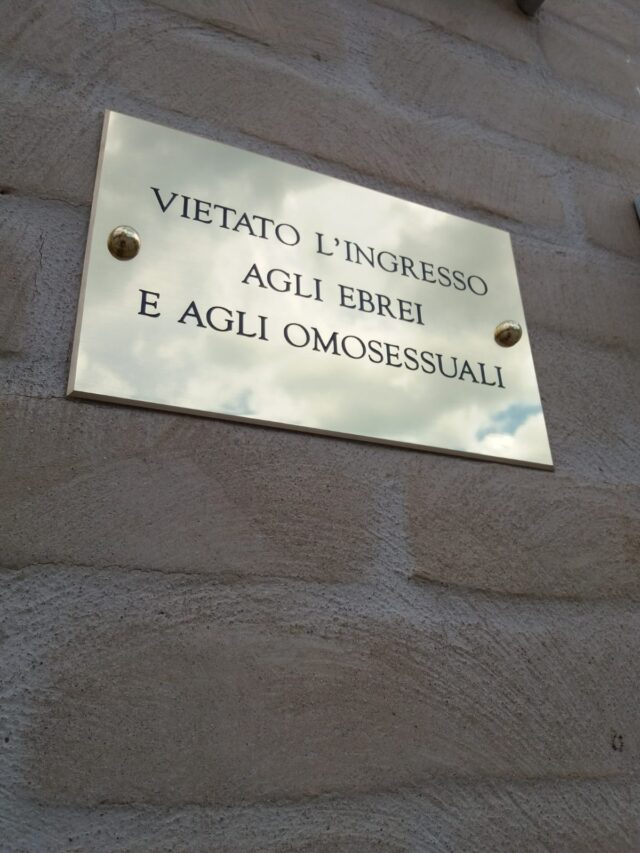 VIETATO L'INGRESSO
AGLI EBREI
E AGLI OMOSESSUALI